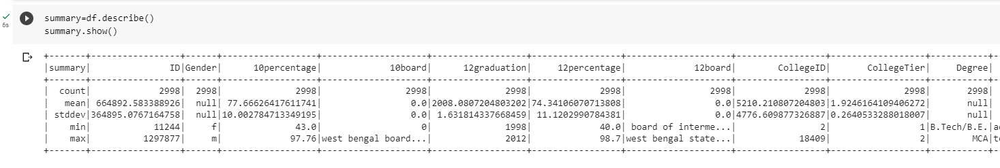 summary=df.describe()
6s
summary.show()
+-------+-----------------+------+------------------+--------------------+------------------+------------------+--------------------+-----------------+-------------------+-----------+--
|summary|               ID|Gender|      10percentage|             10board|      12graduation|      12percentage|             12board|        CollegeID|        CollegeTier|     Degree|
+-------+-----------------+------+------------------+--------------------+------------------+------------------+--------------------+-----------------+-------------------+-----------+--
|  count|             2998|  2998|              2998|                2998|              2998|              2998|                2998|             2998|               2998|       2998|
|   mean| 664892.583388926|  null| 77.66626417611741|                 0.0|2008.0807204803202|74.34106070713808|                 0.0|5210.210807204803|1.9246164109406272|       null|
| stddev|364895.0767164758|  null|10.002784713349195|                 0.0| 1.631814337668459| 11.1202990784381|                 0.0|4776.609877326887|0.2640533288018007|       null|
|    min|            11244|     f|              43.0|                   0|              1998|              40.0| board of interme...|                2|                  1|B.Tech/B.E.|a
|    max|          1297877|     m|             97.76|west bengal board...|              2012|              98.7|west bengal state...|            18409|                  2|        MCA|t
+-------+-----------------+------+------------------+--------------------+------------------+------------------+--------------------+-----------------+-------------------+-----------+--